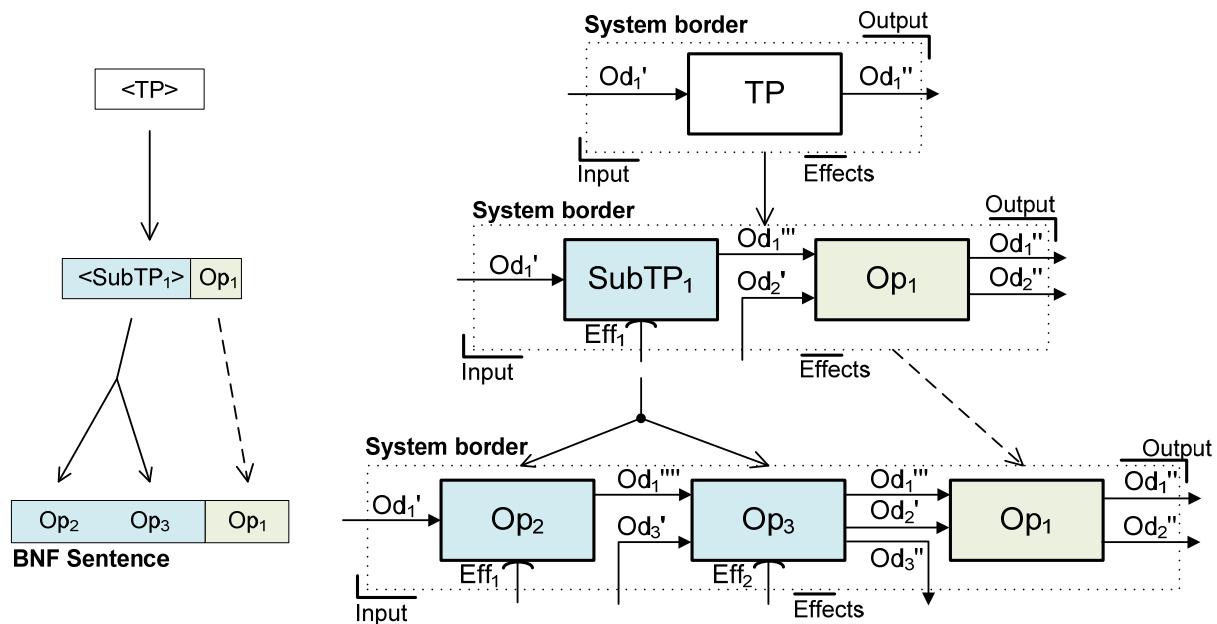 <TP>
<SubTP₁> Op₁
Op₂ Op₃ Op₁
BNF Sentence
System border
Output
Od₁'
TP
Od₁''
Input
Effects
System border
Output
Od₁'
SubTP₁
Od₁'''
Od₂'
Op₁
Od₁''
Od₂''
Eff₁
Input
Effects
System border
Output
Od₁'
Op₂
Od₁''''
Od₃'
Op₃
Od₁'''
Od₂'
Od₃''
Op₁
Od₁''
Od₂''
Eff₁
Eff₂
Input
Effects